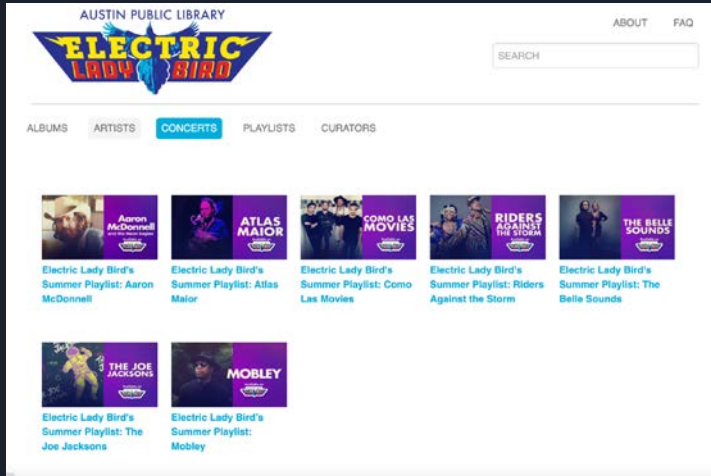 AUSTIN PUBLIC LIBRARY
ELECTRIC
LADY BIRD
ABOUT FAQ
SEARCH
ALBUMS ARTISTS CONCERTS PLAYLISTS CURATORS
Aaron
McDonnell
ATLAS
MAIOR
COMO LAS
MOVIES
RIDERS
AGAINST
THE STORM
THE BELLE
SOUNDS
Electric Lady Bird's
Summer Playlist: Aaron
McDonnell
Electric Lady Bird's
Summer Playlist: Atlas
Maior
Electric Lady Bird's
Summer Playlist: Como
Las Movies
Electric Lady Bird's
Summer Playlist: Riders
Against the Storm
Electric Lady Bird's
Summer Playlist: The
Belle Sounds
THE JOE
JACKSONS
MOBLEY
Electric Lady Bird's
Summer Playlist: The
Joe Jacksons
Electric Lady Bird's
Summer Playlist:
Mobley